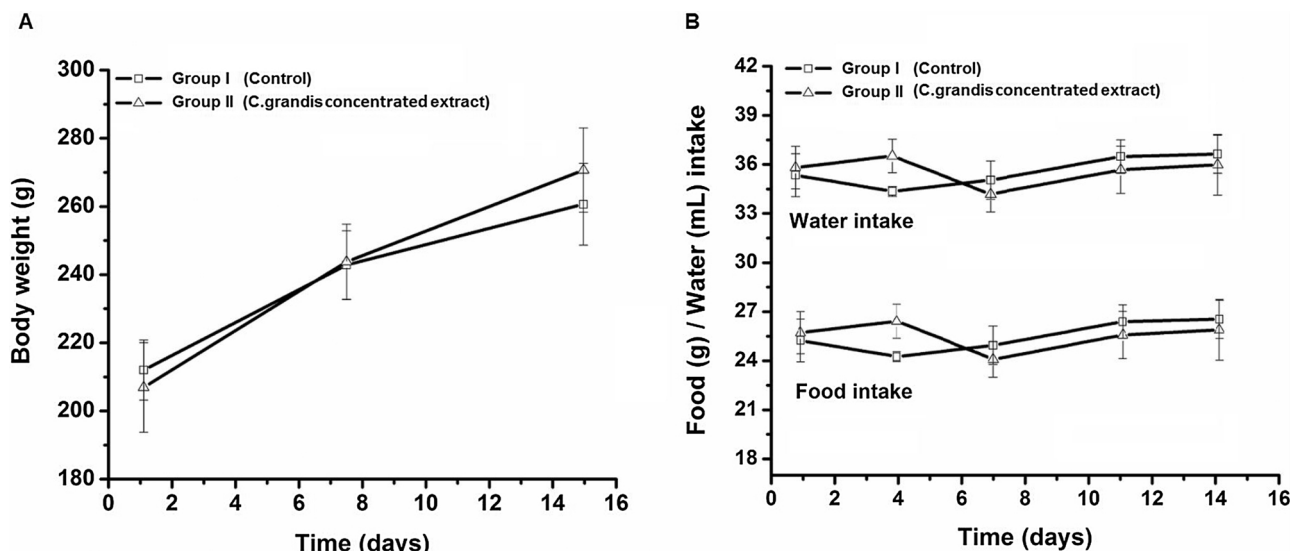 A
300
280
260
240
220
200
180
Body weight (g)
Group I (Control)
Group II (C.grandis concentrated extract)
0 2 4 6 8 10 12 14 16
Time (days)
B
42
39
36
33
30
27
24
21
18
Food (g) / Water (mL) intake
Group I (Control)
Group II (C.grandis concentrated extract)
Water intake
Food intake
0 2 4 6 8 10 12 14 16
Time (days)